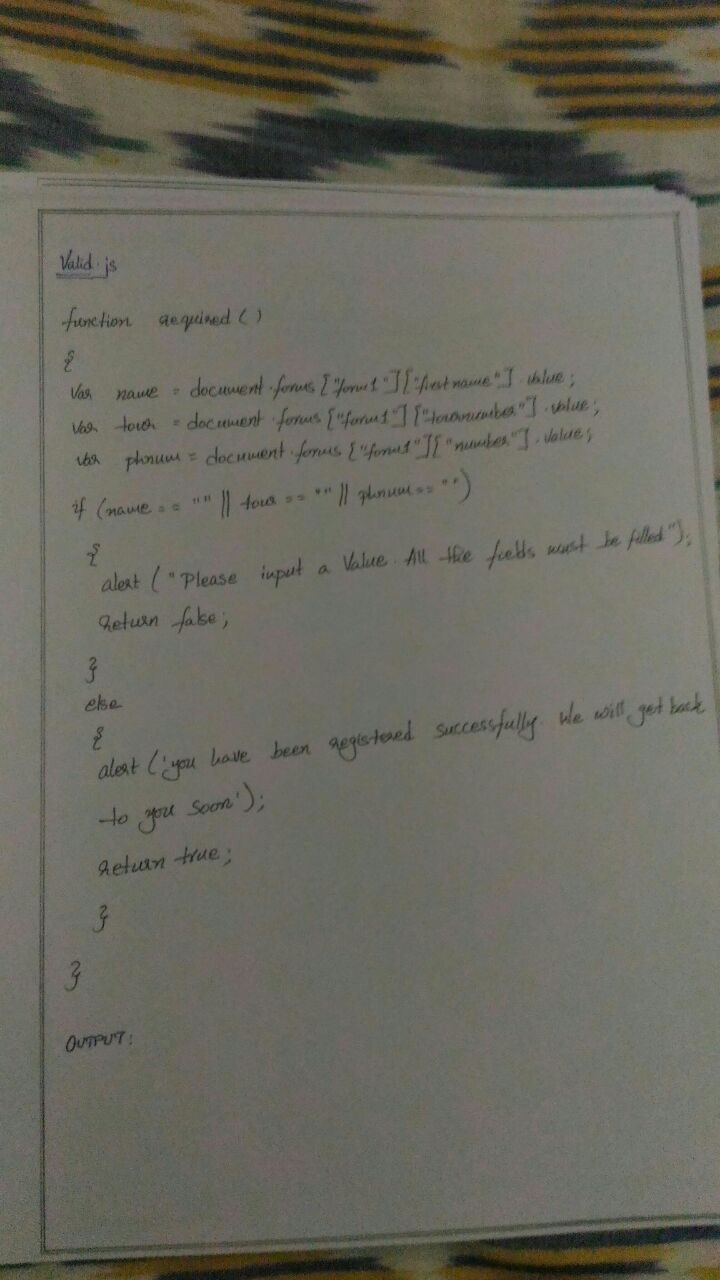 Valid.js
function required()
{
var name = document.forms["form1"]["firstname"].value;
var tour = document.forms["form1"]["tournumber"].value;
var phnum = document.forms["form1"]["number"].value;
if (name == "" || tour == "" || phnum == "")
{
alert ("Please input a Value. All the fields must be filled");
return false;
}
else
{
alert ('you have been registered successfully. We will get back
to you soon');
return true;
}
}
OUTPUT: